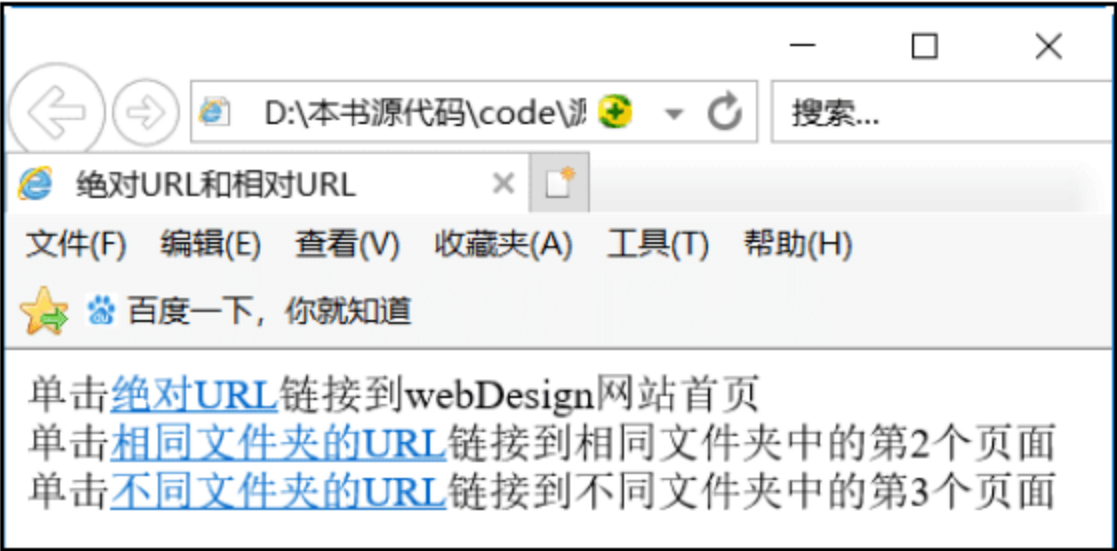 D:\本书源代码\code\源
搜索...
绝对URL和相对URL
文件(F) 编辑(E) 查看(V) 收藏夹(A) 工具(T) 帮助(H)
百度一下，你就知道
单击绝对URL链接到webDesign网站首页
单击相同文件夹的URL链接到相同文件夹中的第2个页面
单击不同文件夹的URL链接到不同文件夹中的第3个页面